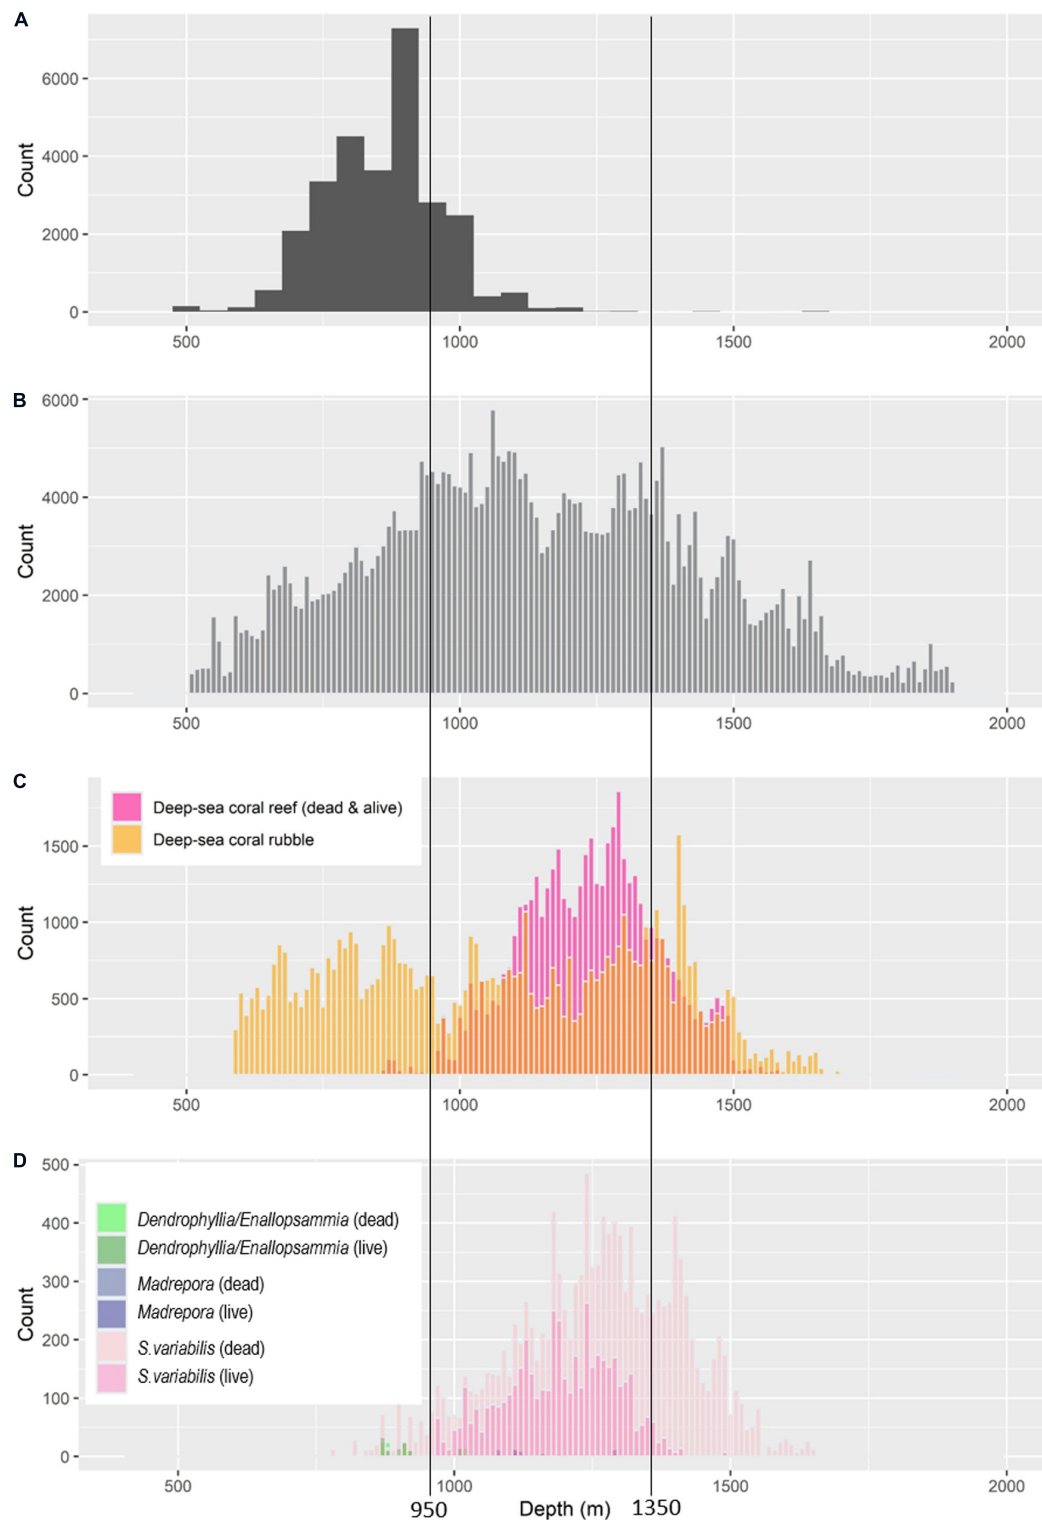 A
Count
6000
4000
2000
0
500 1000 1500 2000
B
Count
6000
4000
2000
0
500 1000 1500 2000
C
Count
Deep-sea coral reef (dead & alive)
Deep-sea coral rubble
1500
1000
500
0
500 1000 1500 2000
D
Count
500
400
300
200
100
0
Dendrophyllia/Enallopsammia (dead)
Dendrophyllia/Enallopsammia (live)
Madrepora (dead)
Madrepora (live)
S.variabilis (dead)
S.variabilis (live)
500 1000 1500 2000
950 Depth (m) 1350